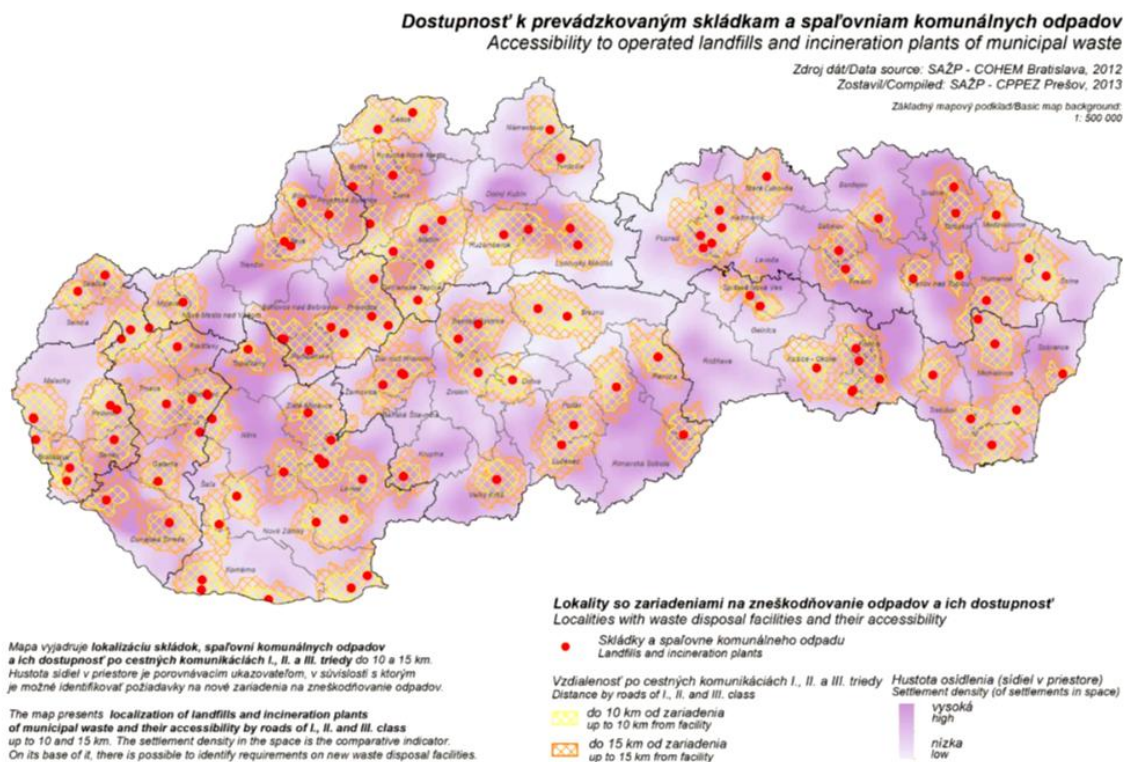 Dostupnosť k prevádzkovaným skládkam a spaľovniam komunálnych odpadov
Accessibility to operated landfills and incineration plants of municipal waste
Zdroj dát/Data source: SAŽP - COHEM Bratislava, 2012
Zostavil/Compiled: SAŽP - CPPEZ Prešov, 2013
Základný mapový podklad/Basic map background:
1: 500 000
Čadca
Námestovo
Tvrdošín
Bytča
Žilina
Dolný Kubín
Martin
Ružomberok
Liptovský Mikuláš
Stará Ľubovňa
Kežmarok
Poprad
Bardejov
Svidník
Stropkov
Medzilaborce
Sabinov
Levoča
Prešov
Humenné
Snina
Trenčín
Prievidza
Turčianske Teplice
Spišská Nová Ves
Gelnica
Skalica
Senica
Myjava
Nové Mesto nad Váhom
Bánovce nad Bebravou
Banská Bystrica
Brezno
Rožňava
Košice - Okolie
Michalovce
Sobrance
Malacky
Piešťany
Topoľčany
Žiar nad Hronom
Zvolen
Detva
Revúca
Trebišov
Trnava
Zlaté Moravce
Žarnovica
Banská Štiavnica
Poltár
Pezinok
Nitra
Krupina
Lučenec
Rimavská Sobota
Bratislava
Senec
Galanta
Šaľa
Levice
Veľký Krtíš
Dunajská Streda
Nové Zámky
Komárno
Mapa vyjadruje lokalizáciu skládok, spaľovní komunálnych odpadov
a ich dostupnosť po cestných komunikáciách I., II. a III. triedy do 10 a 15 km.
Hustota sídiel v priestore je porovnávacím ukazovateľom, v súvislosti s ktorým
je možné identifikovať požiadavky na nové zariadenia na zneškodňovanie odpadov.
The map presents localization of landfills and incineration plants
of municipal waste and their accessibility by roads of I., II. and III. class
up to 10 and 15 km. The settlement density in the space is the comparative indicator.
On its base of it, there is possible to identify requirements on new waste disposal facilities.
Lokality so zariadeniami na zneškodňovanie odpadov a ich dostupnosť
Localities with waste disposal facilities and their accessibility
Skládky a spaľovne komunálneho odpadu
Landfills and incineration plants
Vzdialenosť po cestných komunikáciách I., II. a III. triedy
Distance by roads of I., II. and III. class
do 10 km od zariadenia
up to 10 km from facility
do 15 km od zariadenia
up to 15 km from facility
Hustota osídlenia (sídiel v priestore)
Settlement density (of settlements in space)
vysoká
high
nízka
low